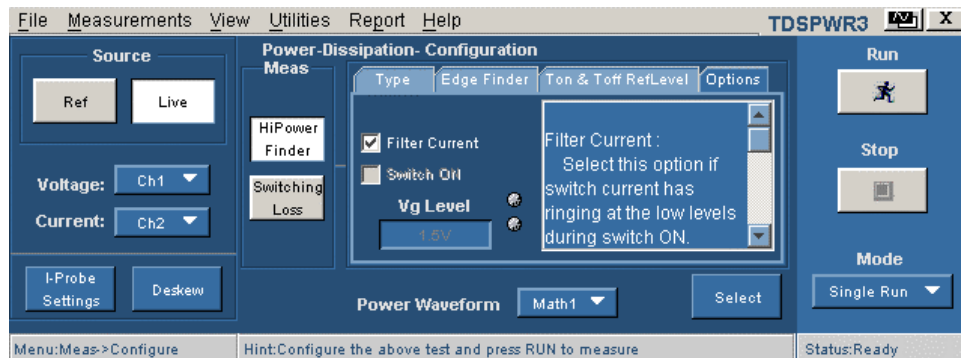 File Measurements View Utilities Report Help TDSPWR3 X
Source
Ref Live
Voltage: Ch1
Current: Ch2
I-Probe Settings
Deskew
Power-Dissipation- Configuration
Meas
HiPower Finder
Switching Loss
Type Edge Finder Ton & Toff RefLevel Options
Filter Current
Switch ON
Vg Level
1.5V
Filter Current :
Select this option if
switch current has
ringing at the low levels
during switch ON.
Power Waveform Math1
Select
Run
Stop
Mode
Single Run
Menu:Meas->Configure Hint:Configure the above test and press RUN to measure Status:Ready